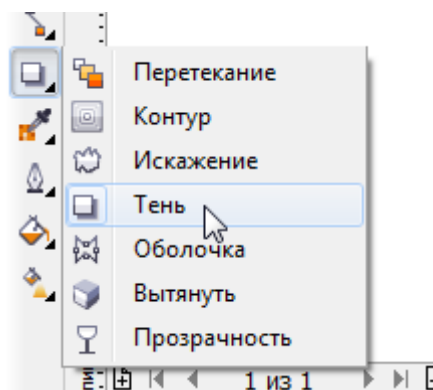 Перетекание
Контур
Искажение
Тень
Оболочка
Вытянуть
Прозрачность
1 из 1